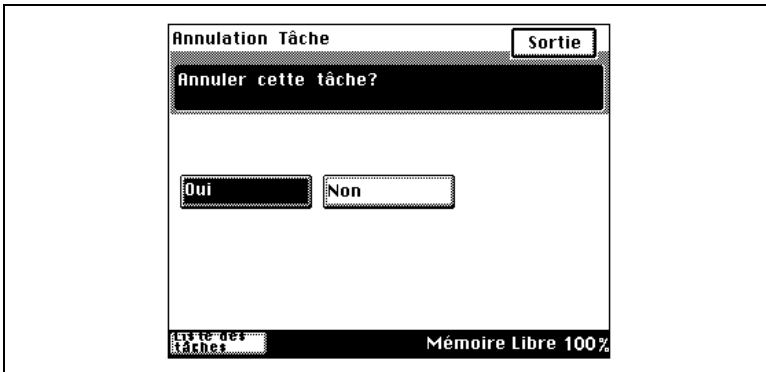 Annulation Tâche
Sortie
Annuler cette tâche?
Oui
Non
Liste des
tâches
Mémoire Libre 100%